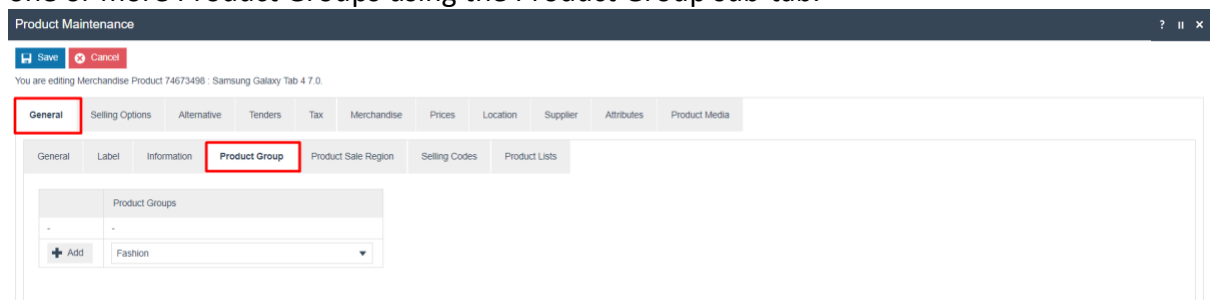 one or more Product Groups using the Product Group sub-tab.
Product Maintenance ? II ×
Save Cancel
You are editing Merchandise Product 74673498 : Samsung Galaxy Tab 4 7.0.
General Selling Options Alternative Tenders Tax Merchandise Prices Location Supplier Attributes Product Media
General Label Information Product Group Product Sale Region Selling Codes Product Lists
Product Groups
- -
Add Fashion